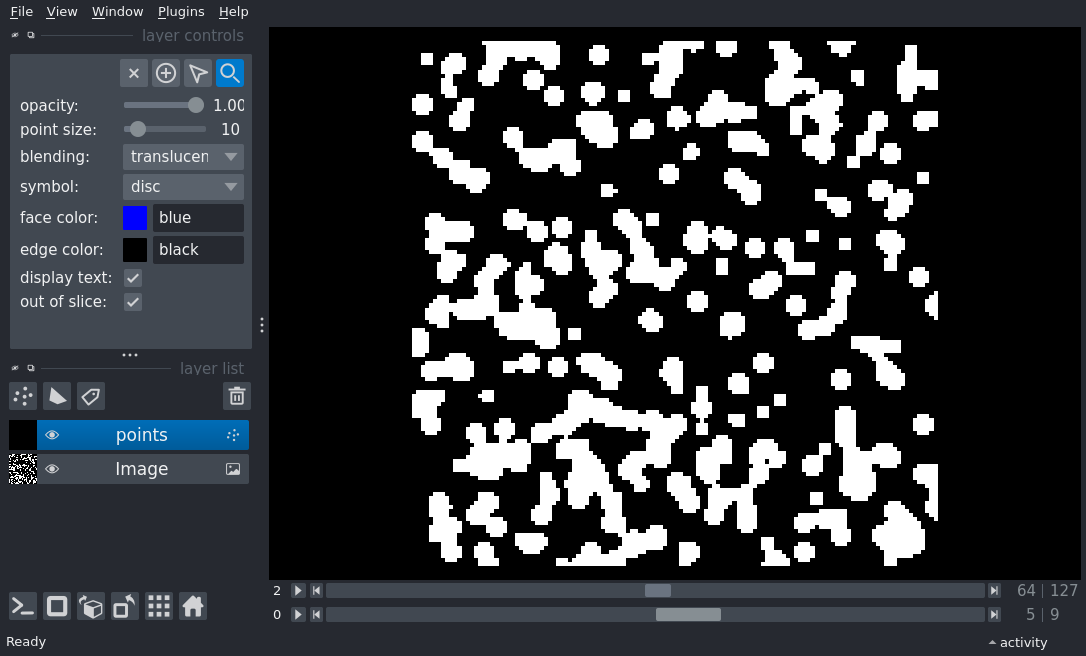 File View Window Plugins Help
layer controls
opacity: 1.00
point size: 10
blending: translucen
symbol: disc
face color: blue
edge color: black
display text:
out of slice:
layer list
points
Image
2 64 127
0 5 9
Ready activity